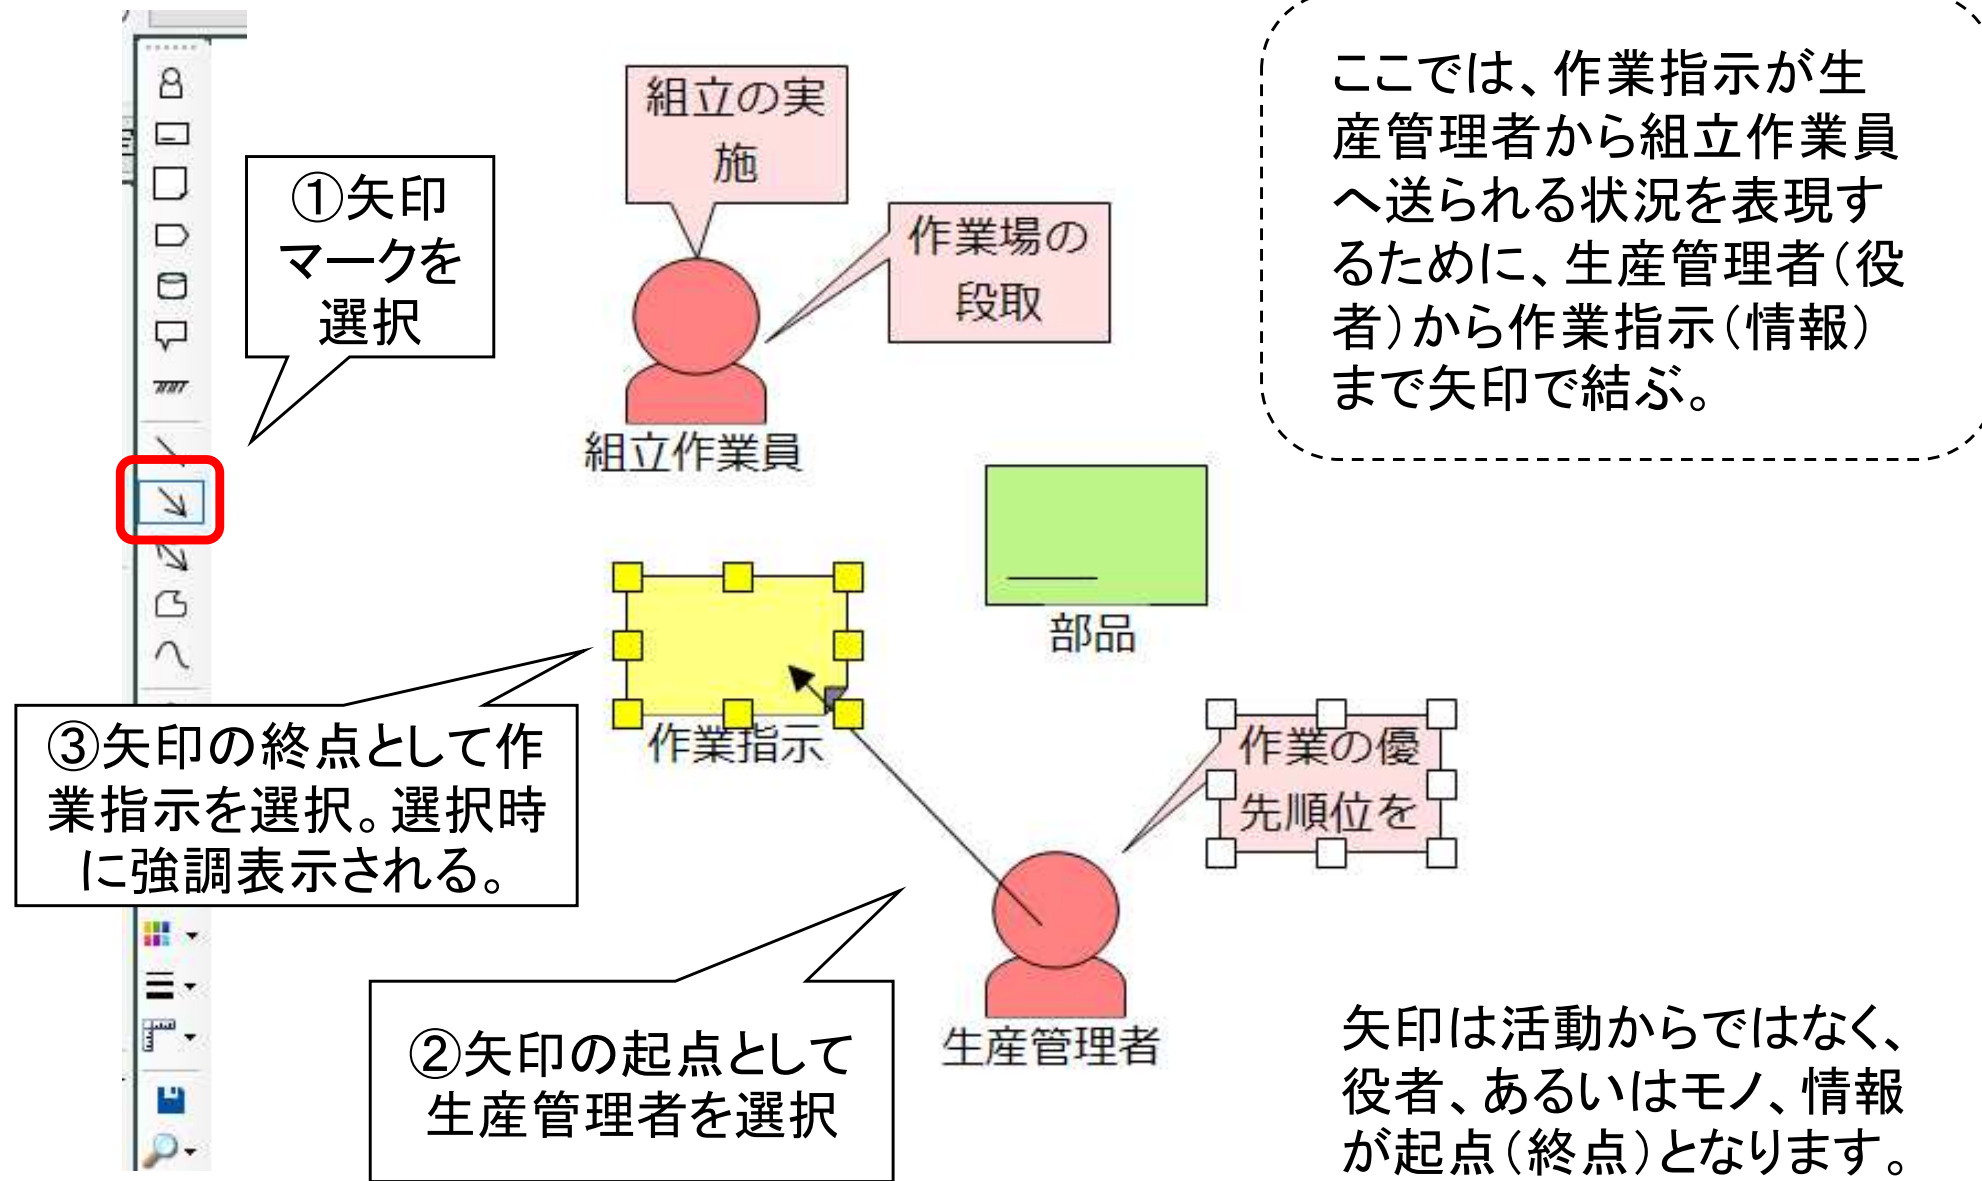 ①矢印
マークを
選択
組立の実
施
作業場の
段取
組立作業員
ここでは、作業指示が生
産管理者から組立作業員
へ送られる状況を表現す
るために、生産管理者（役
者）から作業指示（情報）
まで矢印で結ぶ。
部品
作業指示
③矢印の終点として作
業指示を選択。選択時
に強調表示される。
作業の優
先順位を
生産管理者
②矢印の起点として
生産管理者を選択
矢印は活動からではなく、
役者、あるいはモノ、情報
が起点（終点）となります。